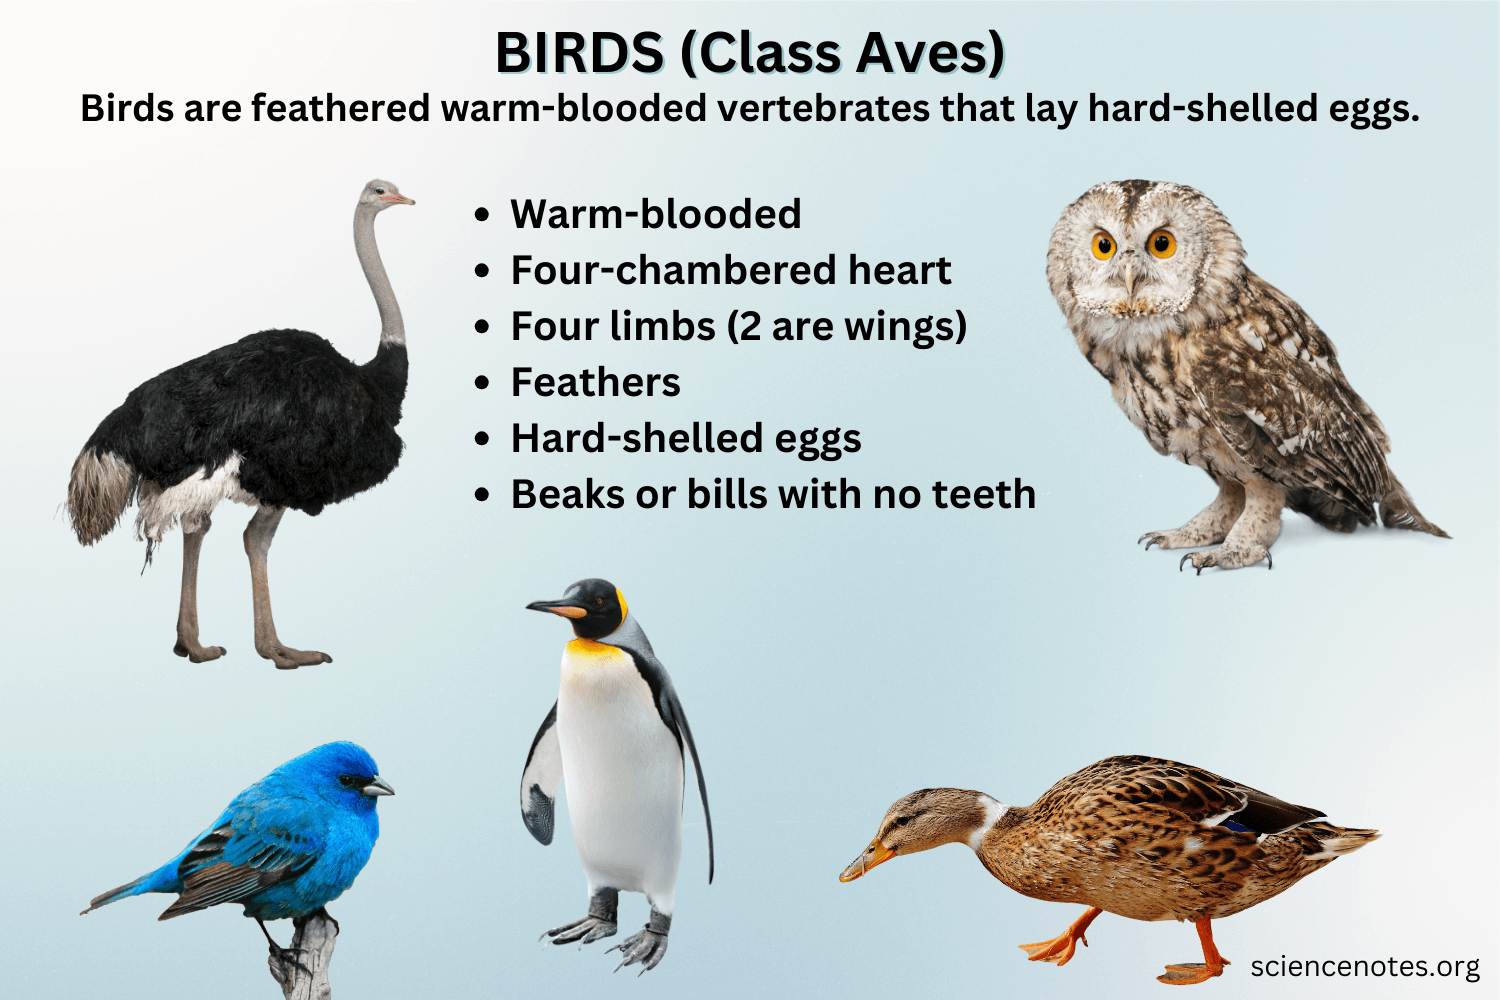 BIRDS (Class Aves)
Birds are feathered warm-blooded vertebrates that lay hard-shelled eggs.
• Warm-blooded
• Four-chambered heart
• Four limbs (2 are wings)
• Feathers
• Hard-shelled eggs
• Beaks or bills with no teeth
sciencenotes.org